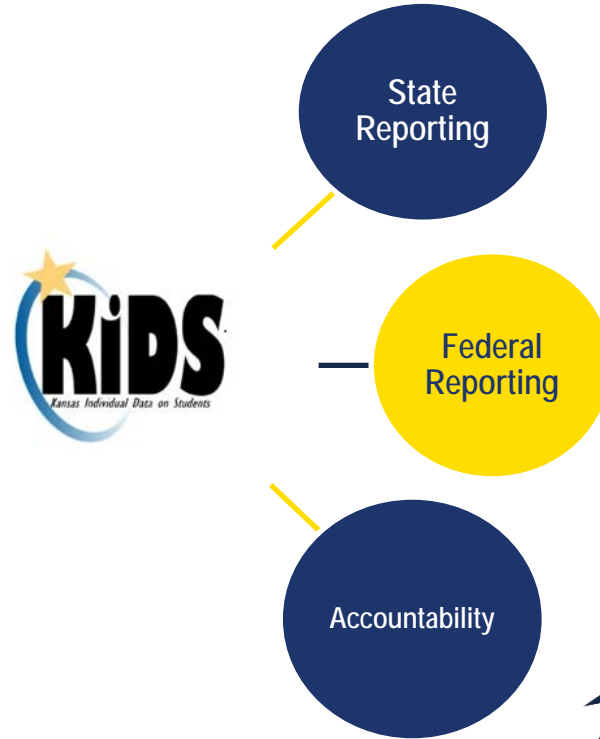 State
Reporting
KiDS
Kansas Individual Data on Students
Federal
Reporting
Accountability